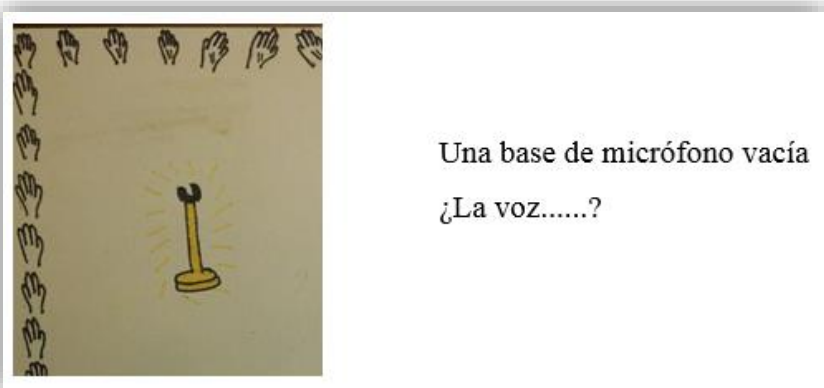 Una base de micrófono vacía
¿La voz......?